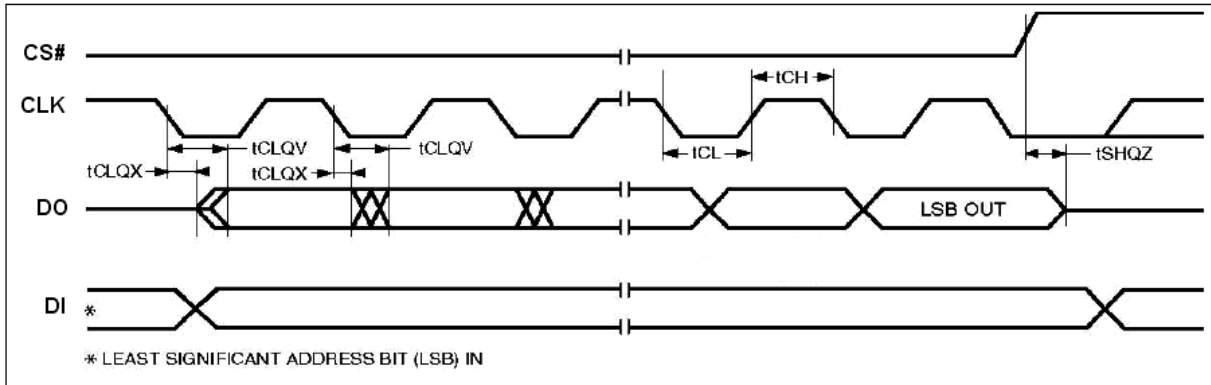 CS#
tCH
CLK
tCLQV
tCLQV
tCL
tSHQZ
tCLQX
tCLQX
DO
LSB OUT
DI
*
* LEAST SIGNIFICANT ADDRESS BIT (LSB) IN